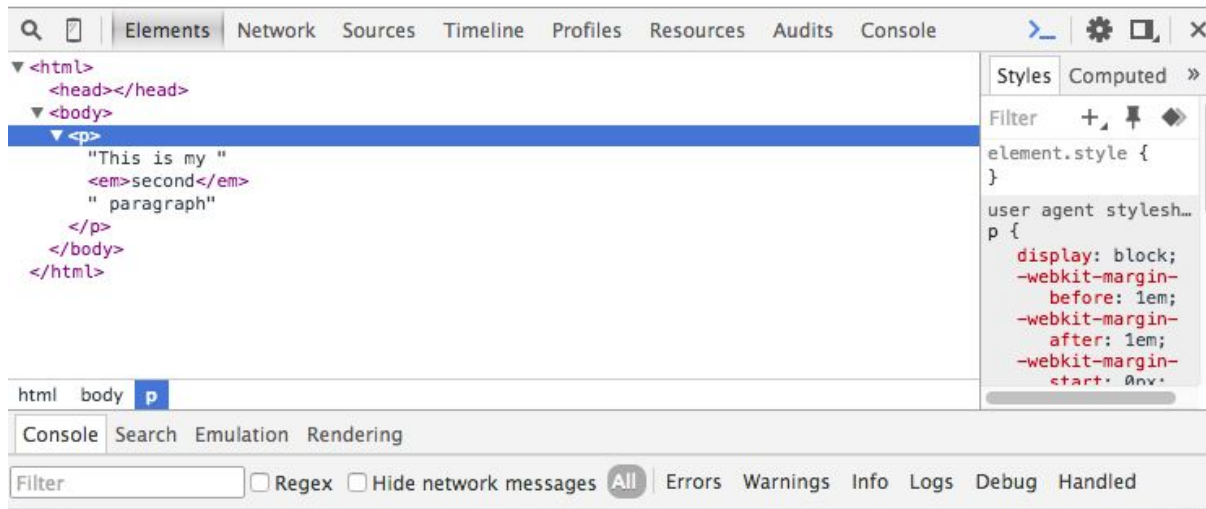 Elements Network Sources Timeline Profiles Resources Audits Console
<html>
<head></head>
<body>
<p>
"This is my "
<em>second</em>
" paragraph"
</p>
</body>
</html>
html body p
Styles Computed »
Filter
element.style {
}
user agent stylesh…
p {
display: block;
-webkit-margin-
before: 1em;
-webkit-margin-
after: 1em;
-webkit-margin-
start: 0px;
Console Search Emulation Rendering
Filter Regex Hide network messages All Errors Warnings Info Logs Debug Handled